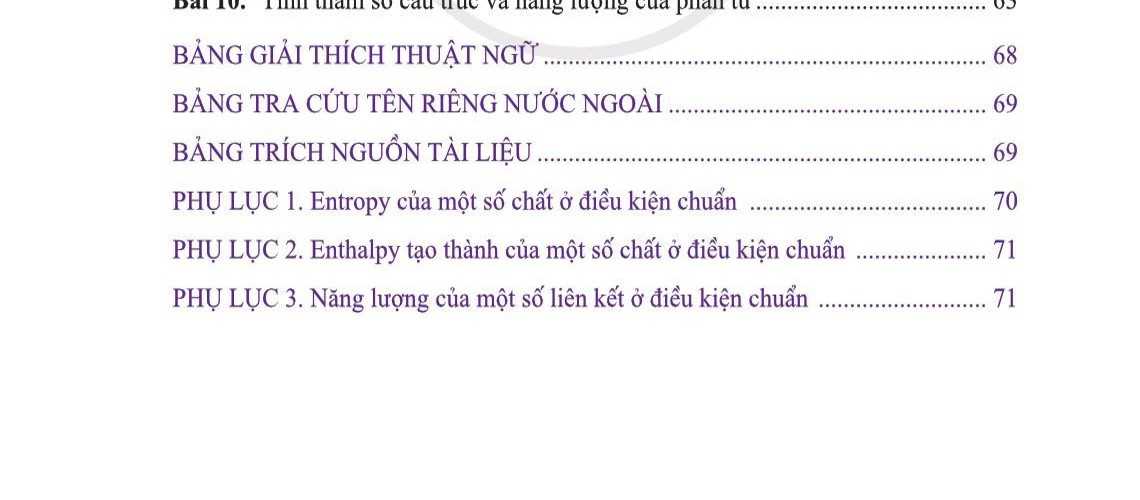 Bài 10. Tính tham số cấu trúc và năng lượng của phân tử ........................................ 65
BẢNG GIẢI THÍCH THUẬT NGỮ ........................................................................ 68
BẢNG TRA CỨU TÊN RIÊNG NƯỚC NGOÀI .................................................... 69
BẢNG TRÍCH NGUỒN TÀI LIỆU ......................................................................... 69
PHỤ LỤC 1. Entropy của một số chất ở điều kiện chuẩn ...................................... 70
PHỤ LỤC 2. Enthalpy tạo thành của một số chất ở điều kiện chuẩn ..................... 71
PHỤ LỤC 3. Năng lượng của một số liên kết ở điều kiện chuẩn ........................... 71